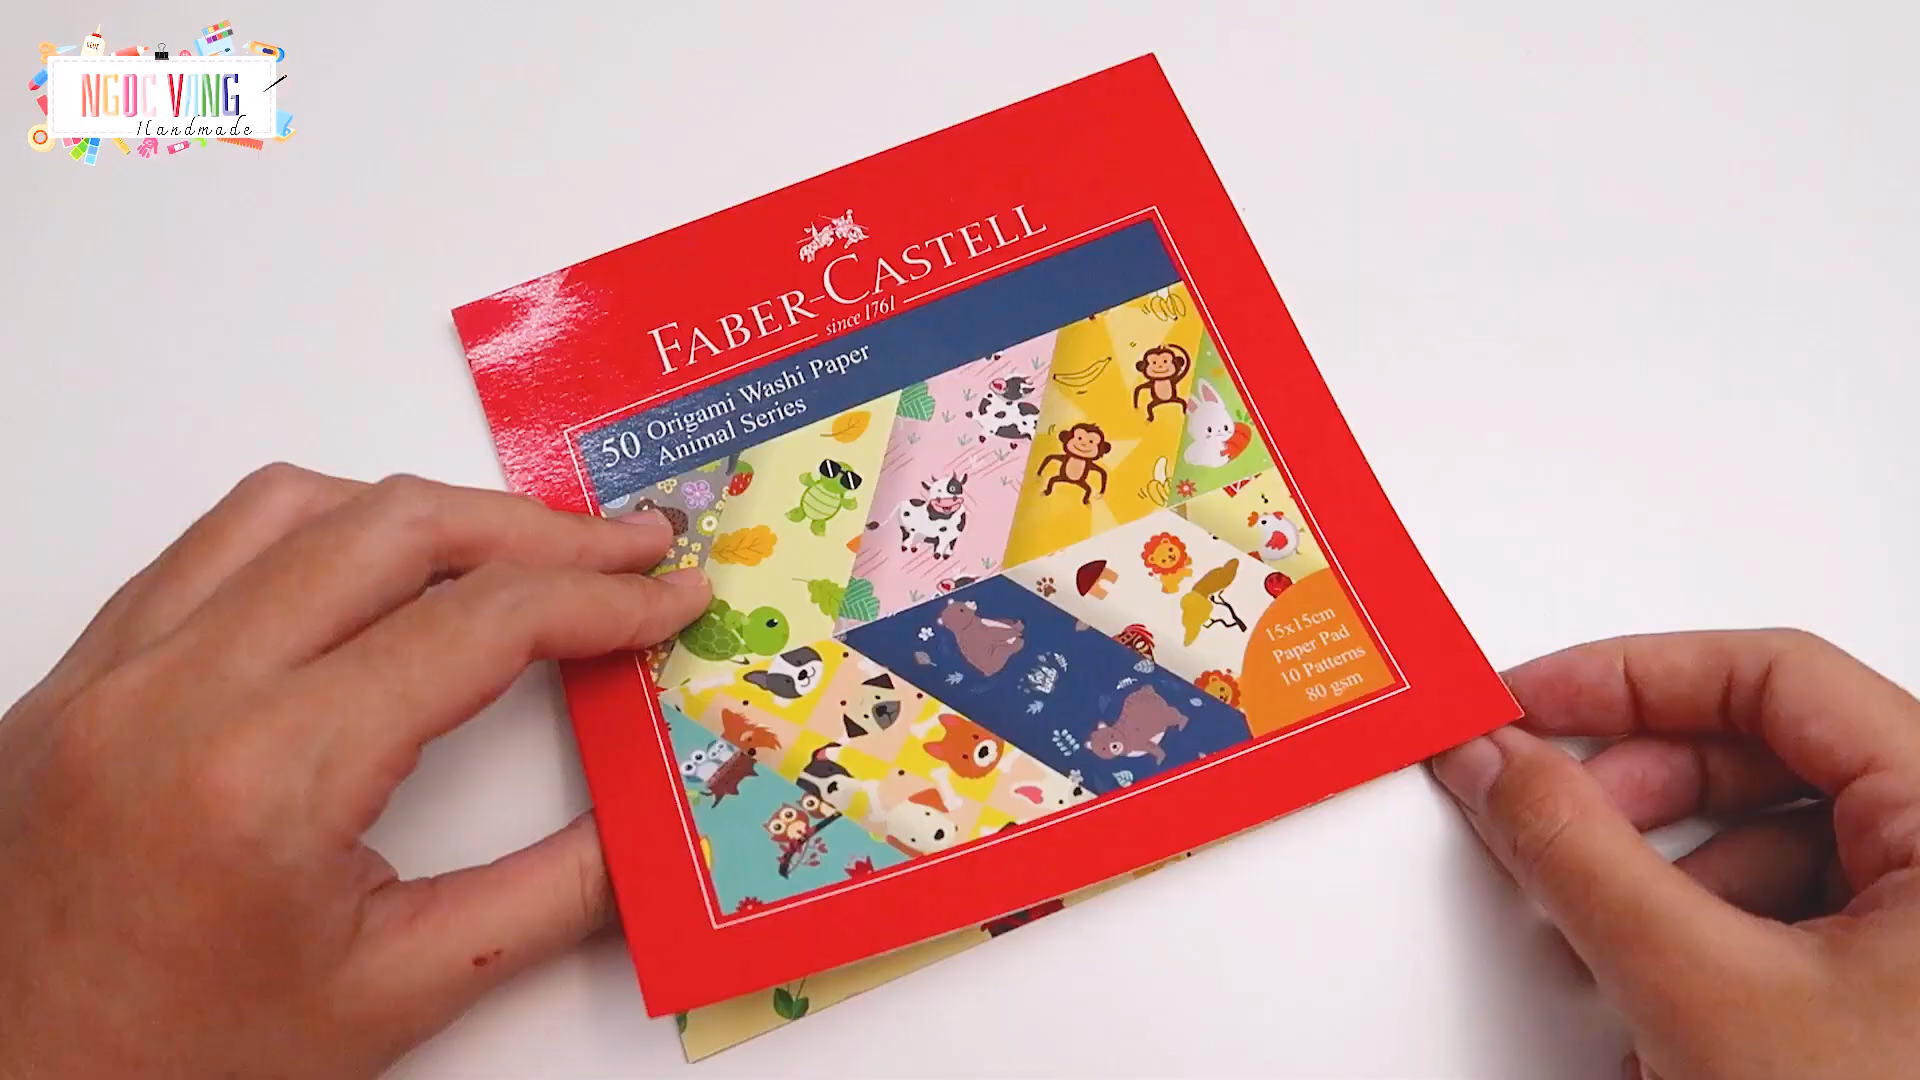 GLUE
NGOC VANG
Handmade
FABER-CASTELL
since 1761
50 Origami Washi Paper
Animal Series
15x15cm
Paper Pad
10 Patterns
80 gsm